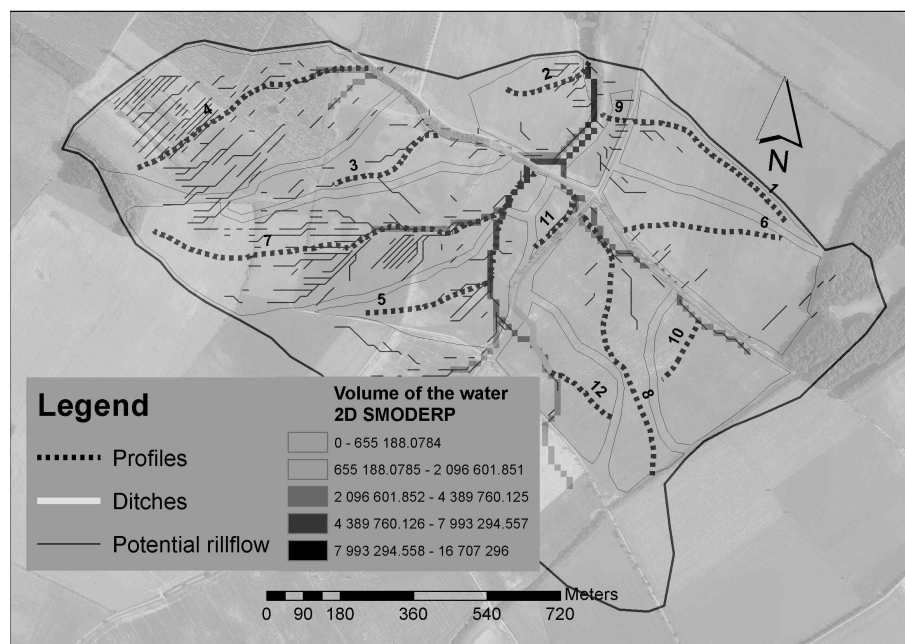 2
9
4
3
1
6
11
7
5
10
12
8
N
Legend
Profiles
Ditches
Potential rillflow
Volume of the water
2D SMODERP
0 - 655 188.0784
655 188.0785 - 2 096 601.851
2 096 601.852 - 4 389 760.125
4 389 760.126 - 7 993 294.557
7 993 294.558 - 16 707 296
Meters
0 90 180 360 540 720